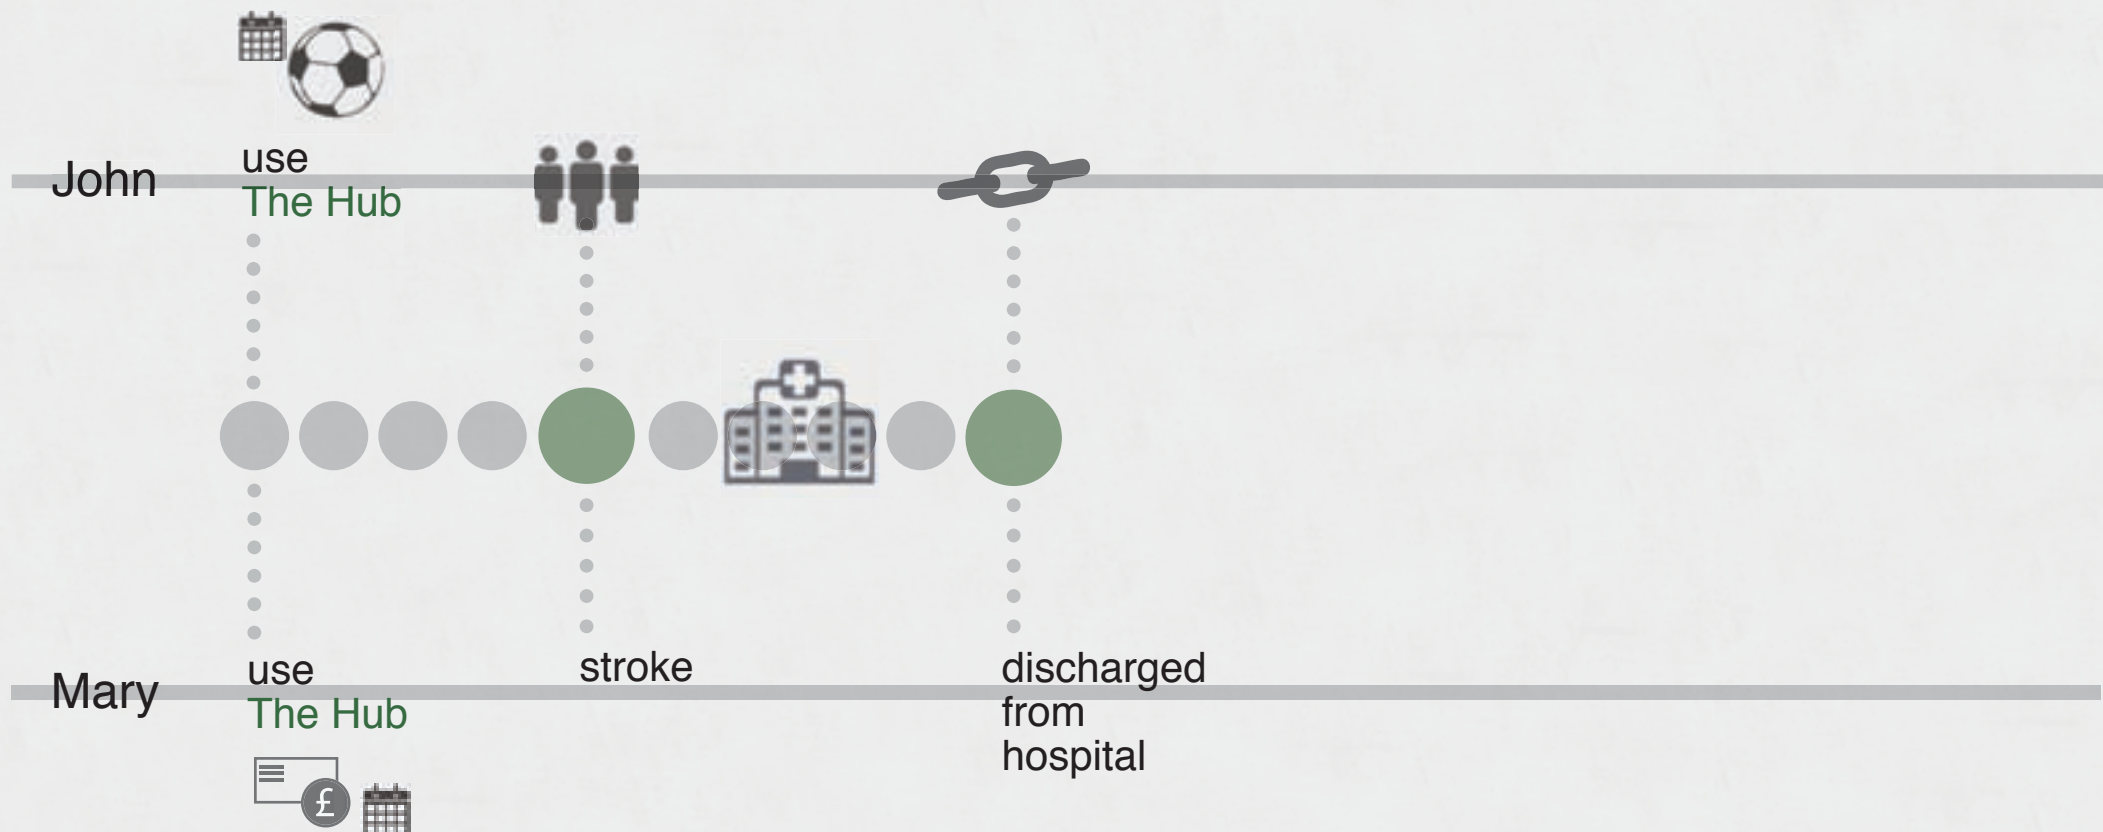 use
John
The Hub
use
stroke
discharged
Mary
The Hub
from
hospital
£